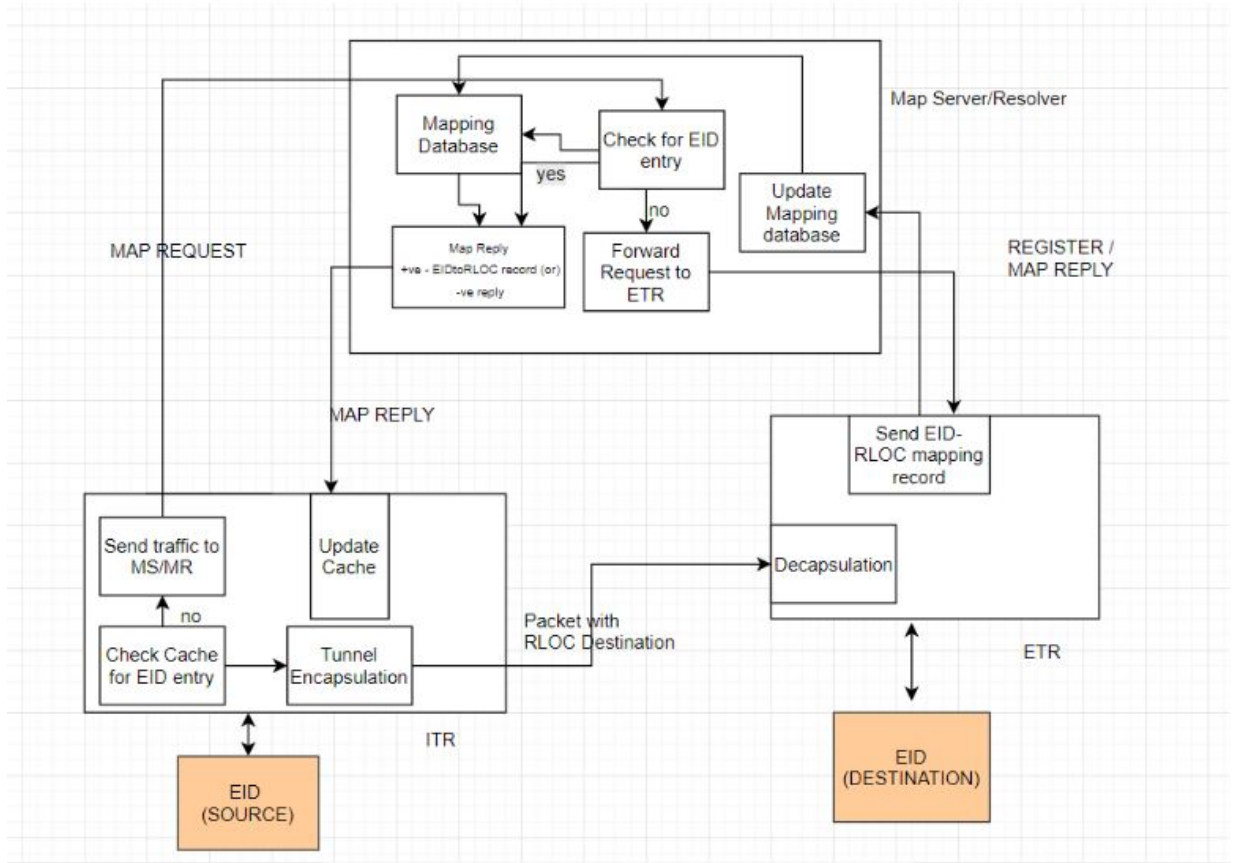 Map Server/Resolver
Mapping
Database
Check for EID
entry
yes
no
Update
Mapping
database
Map Reply
+ve - EIDtoRLOC record (or)
-ve reply
Forward
Request to
ETR
MAP REQUEST
REGISTER /
MAP REPLY
MAP REPLY
Send EID-
RLOC mapping
record
Send traffic to
MS/MR
Update
Cache
Decapsulation
no
Check Cache
for EID entry
Tunnel
Encapsulation
Packet with
RLOC Destination
ETR
ITR
EID
(SOURCE)
EID
(DESTINATION)